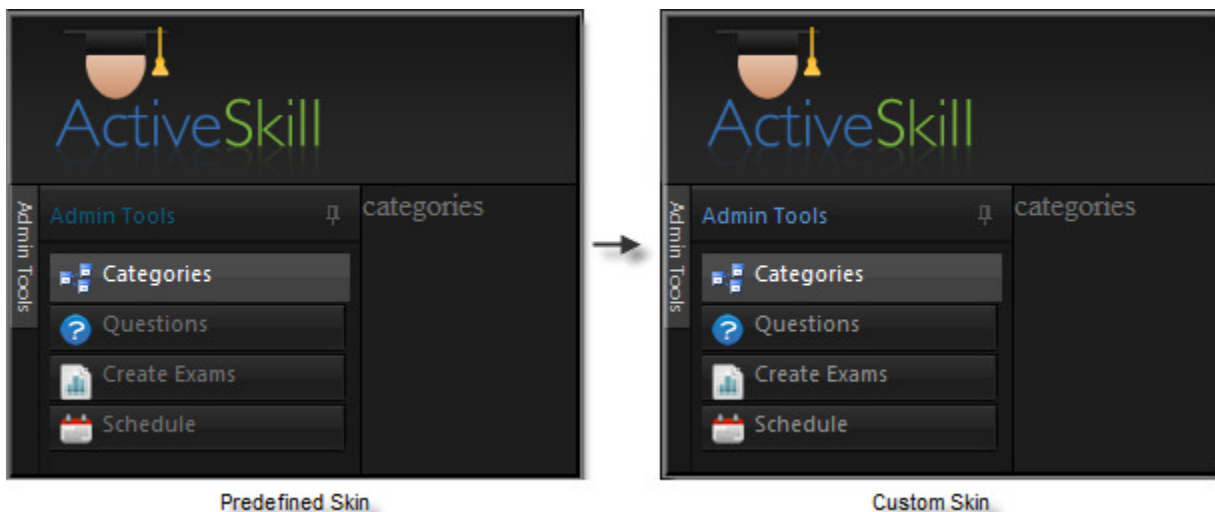 ActiveSkill
Admin Tools
Admin Tools
categories
Categories
Questions
Create Exams
Schedule
Predefined Skin
ActiveSkill
Admin Tools
Admin Tools
categories
Categories
Questions
Create Exams
Schedule
Custom Skin